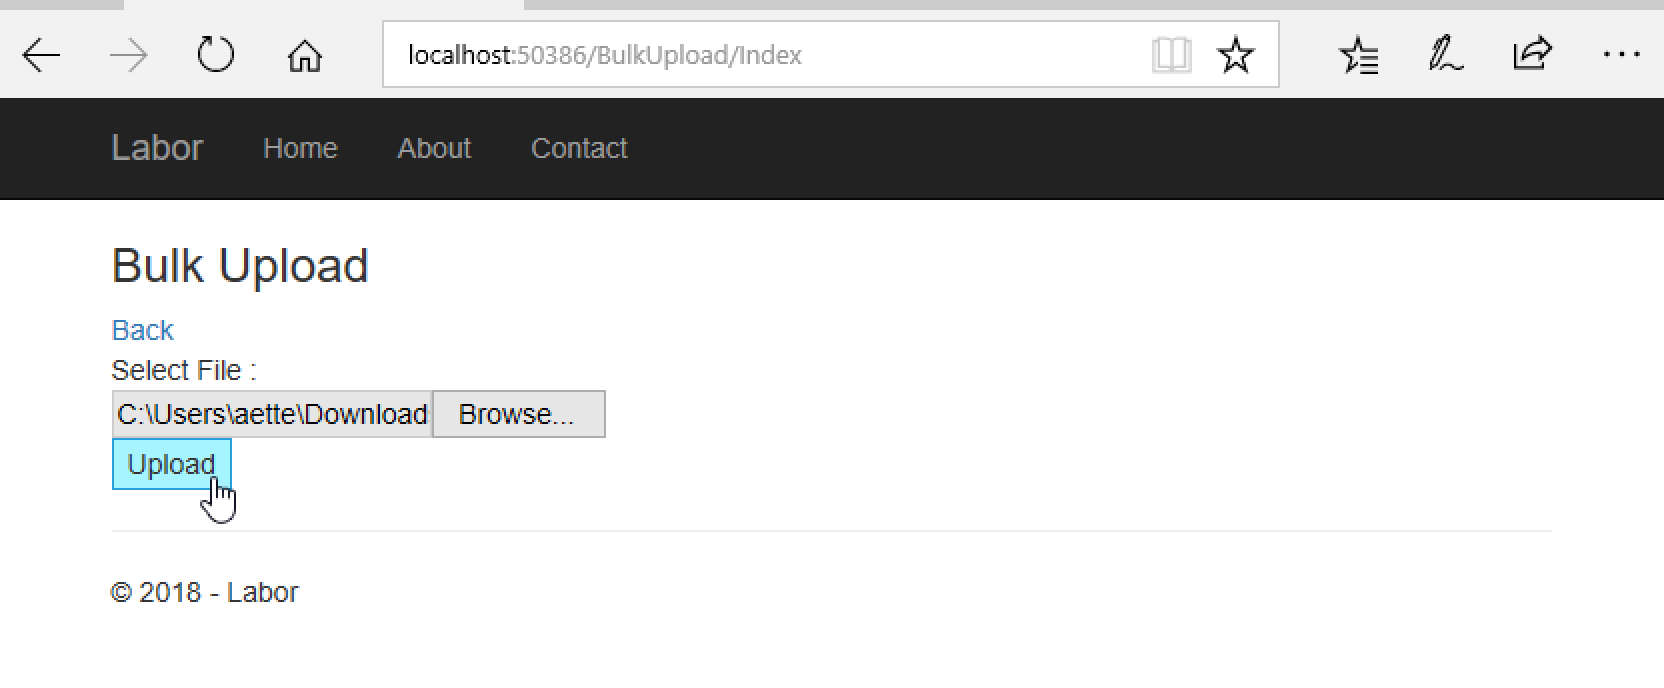 localhost:50386/BulkUpload/Index
Labor Home About Contact
Bulk Upload
Back
Select File :
C:\Users\aette\Download Browse...
Upload
© 2018 - Labor